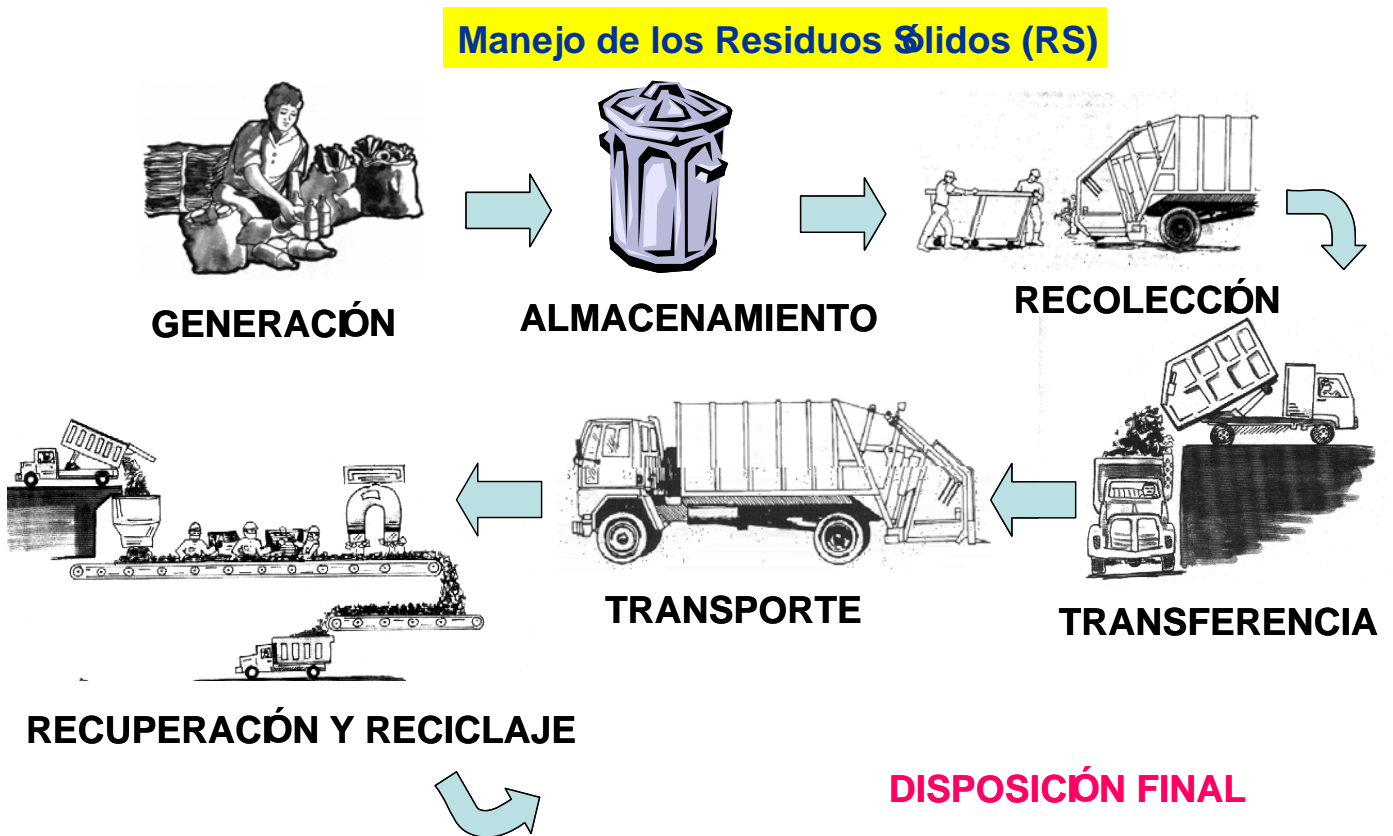 Manejo de los Residuos Sólidos (RS)
GENERACIÓN
ALMACENAMIENTO
RECOLECCIÓN
TRANSPORTE
TRANSFERENCIA
RECUPERACIÓN Y RECICLAJE
DISPOSICIÓN FINAL